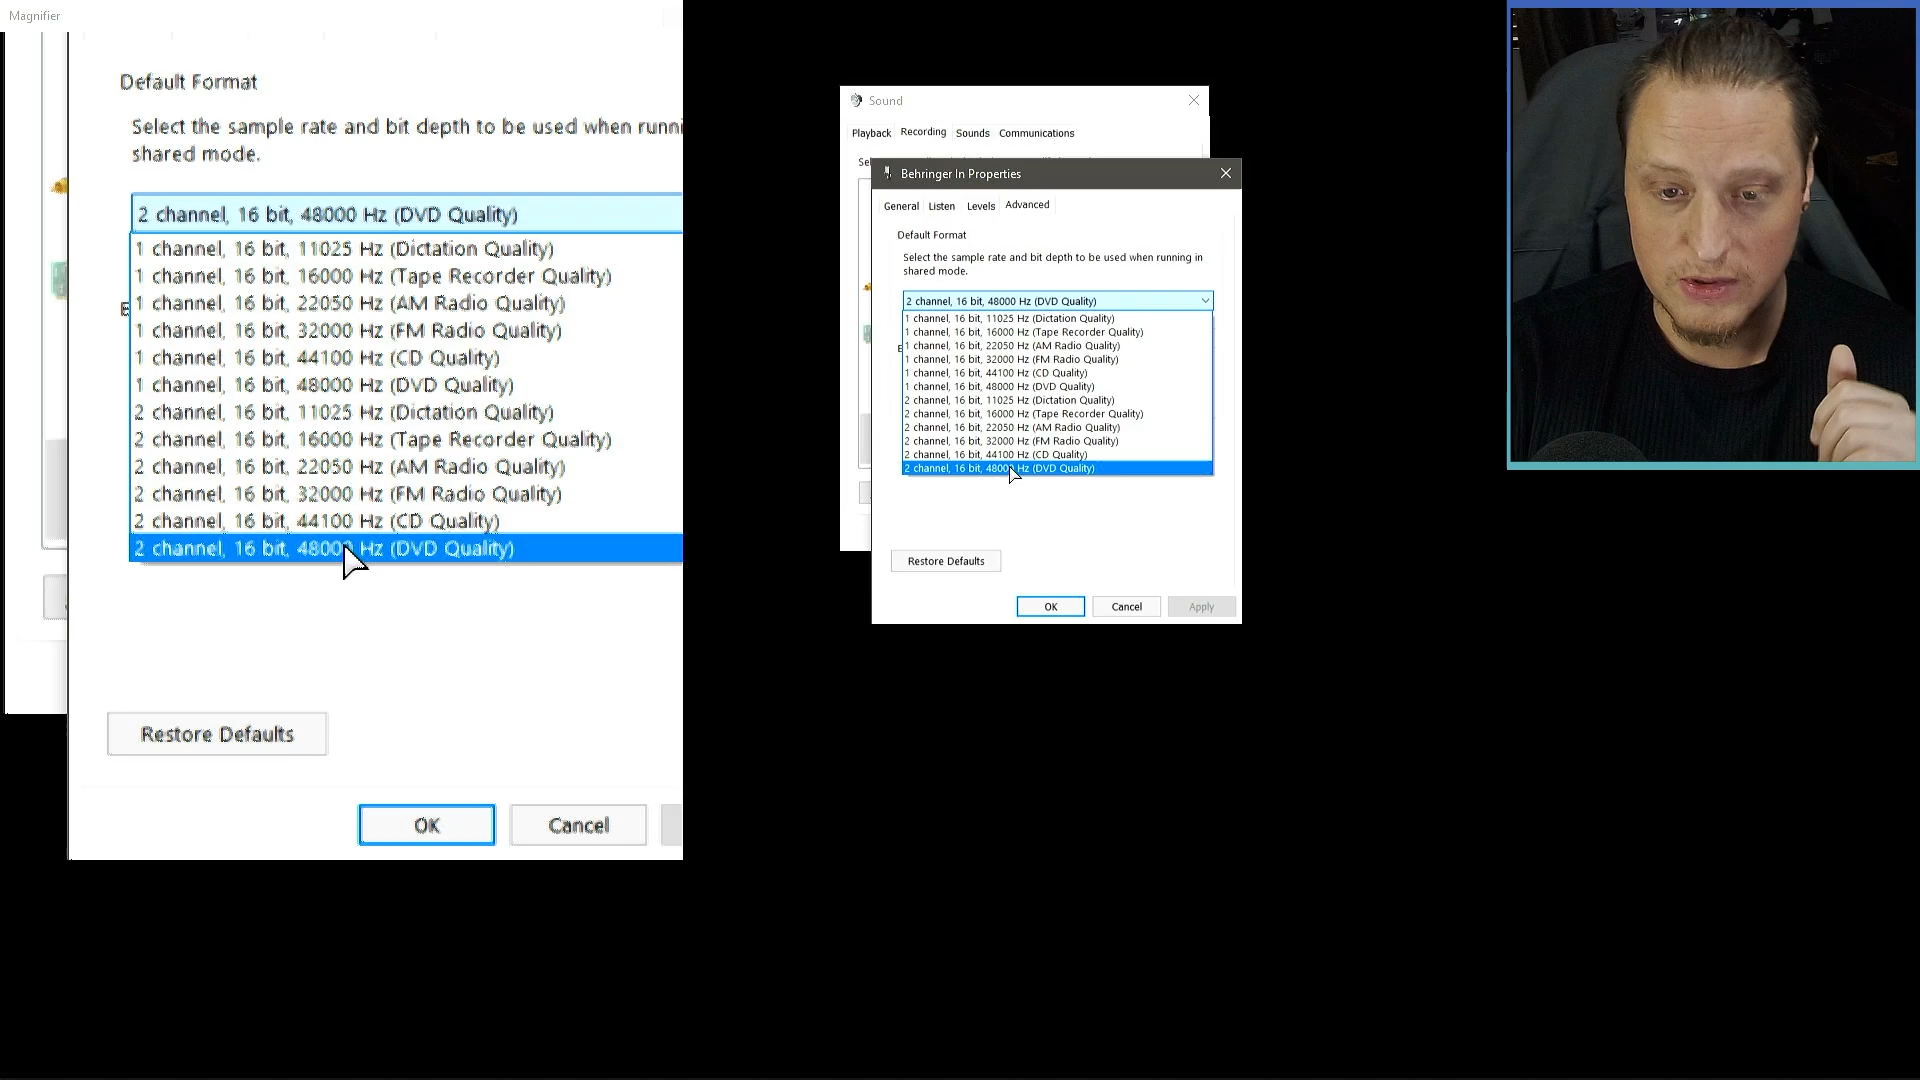 Magnifier
Default Format
Select the sample rate and bit depth to be used when runni
shared mode.
2 channel, 16 bit, 48000 Hz (DVD Quality)
1 channel, 16 bit, 11025 Hz (Dictation Quality)
1 channel, 16 bit, 16000 Hz (Tape Recorder Quality)
1 channel, 16 bit, 22050 Hz (AM Radio Quality)
1 channel, 16 bit, 32000 Hz (FM Radio Quality)
1 channel, 16 bit, 44100 Hz (CD Quality)
1 channel, 16 bit, 48000 Hz (DVD Quality)
2 channel, 16 bit, 11025 Hz (Dictation Quality)
2 channel, 16 bit, 16000 Hz (Tape Recorder Quality)
2 channel, 16 bit, 22050 Hz (AM Radio Quality)
2 channel, 16 bit, 32000 Hz (FM Radio Quality)
2 channel, 16 bit, 44100 Hz (CD Quality)
2 channel, 16 bit, 48000 Hz (DVD Quality)
Restore Defaults
OK Cancel
Sound
Playback Recording Sounds Communications
Sel
Behringer In Properties
General Listen Levels Advanced
Default Format
Select the sample rate and bit depth to be used when running in
shared mode.
2 channel, 16 bit, 48000 Hz (DVD Quality)
1 channel, 16 bit, 11025 Hz (Dictation Quality)
1 channel, 16 bit, 16000 Hz (Tape Recorder Quality)
1 channel, 16 bit, 22050 Hz (AM Radio Quality)
1 channel, 16 bit, 32000 Hz (FM Radio Quality)
1 channel, 16 bit, 44100 Hz (CD Quality)
1 channel, 16 bit, 48000 Hz (DVD Quality)
2 channel, 16 bit, 11025 Hz (Dictation Quality)
2 channel, 16 bit, 16000 Hz (Tape Recorder Quality)
2 channel, 16 bit, 22050 Hz (AM Radio Quality)
2 channel, 16 bit, 32000 Hz (FM Radio Quality)
2 channel, 16 bit, 44100 Hz (CD Quality)
2 channel, 16 bit, 48000 Hz (DVD Quality)
Restore Defaults
OK Cancel Apply